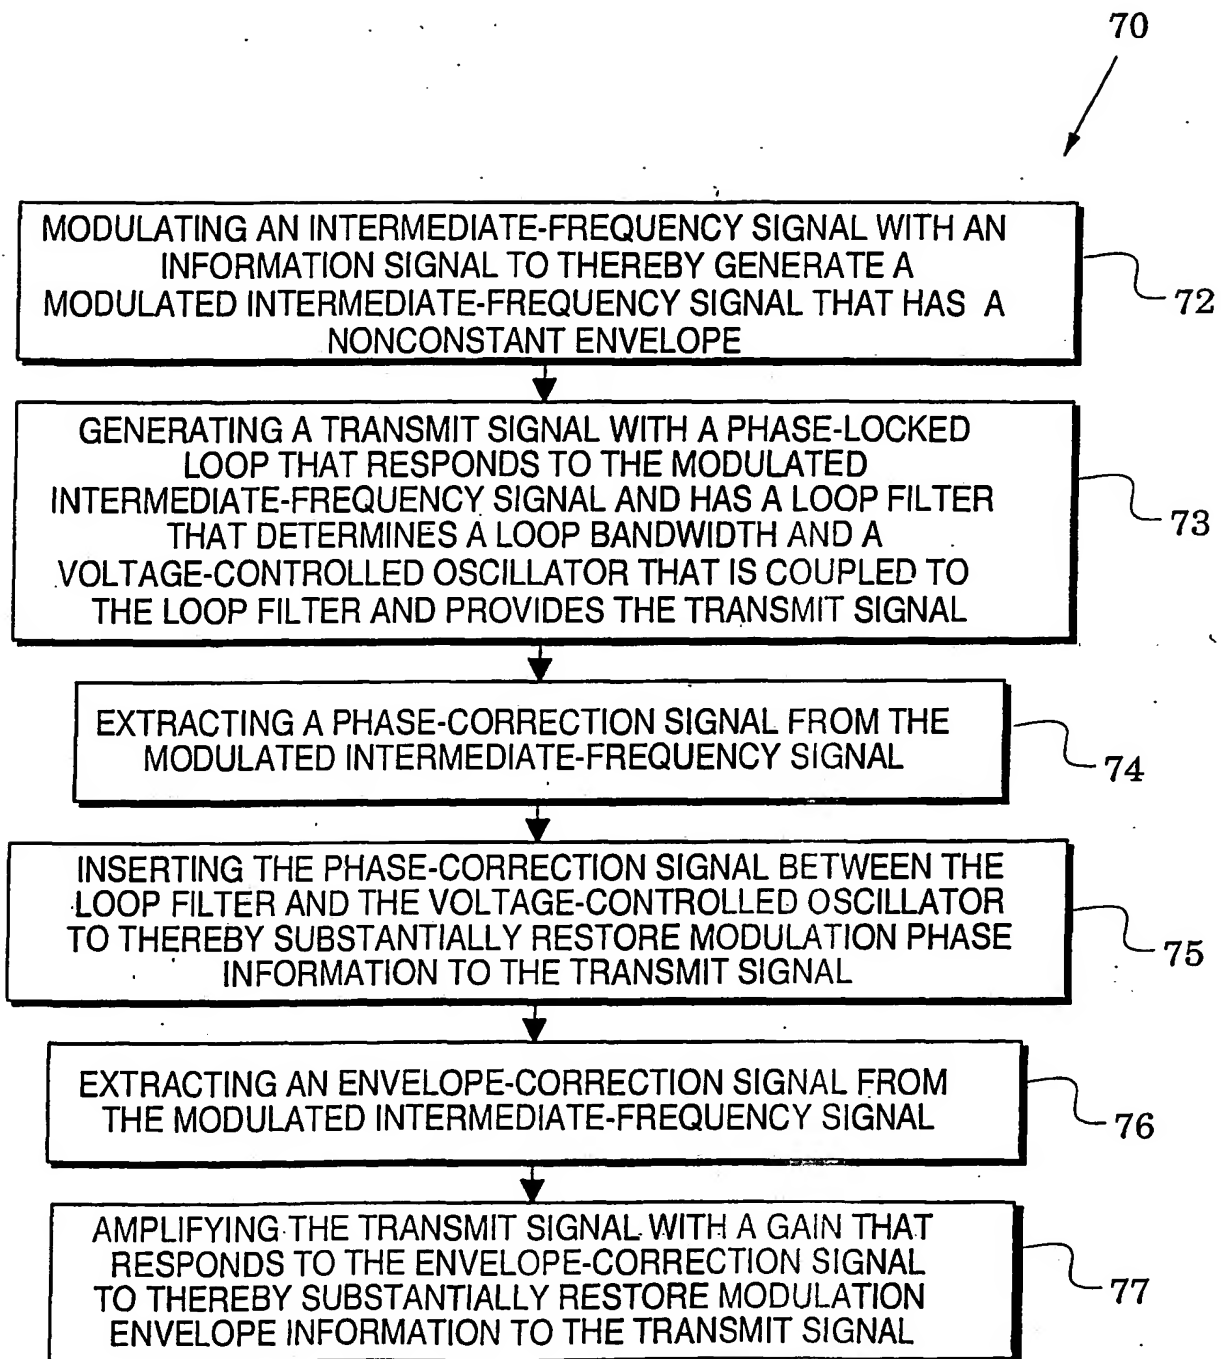 70
MODULATING AN INTERMEDIATE-FREQUENCY SIGNAL WITH AN
INFORMATION SIGNAL TO THEREBY GENERATE A
MODULATED INTERMEDIATE-FREQUENCY SIGNAL THAT HAS A
NONCONSTANT ENVELOPE
72
GENERATING A TRANSMIT SIGNAL WITH A PHASE-LOCKED
LOOP THAT RESPONDS TO THE MODULATED
INTERMEDIATE-FREQUENCY SIGNAL AND HAS A LOOP FILTER
THAT DETERMINES A LOOP BANDWIDTH AND A
VOLTAGE-CONTROLLED OSCILLATOR THAT IS COUPLED TO
THE LOOP FILTER AND PROVIDES THE TRANSMIT SIGNAL
73
EXTRACTING A PHASE-CORRECTION SIGNAL FROM THE
MODULATED INTERMEDIATE-FREQUENCY SIGNAL
74
INSERTING THE PHASE-CORRECTION SIGNAL BETWEEN THE
LOOP FILTER AND THE VOLTAGE-CONTROLLED OSCILLATOR
TO THEREBY SUBSTANTIALLY RESTORE MODULATION PHASE
INFORMATION TO THE TRANSMIT SIGNAL
75
EXTRACTING AN ENVELOPE-CORRECTION SIGNAL FROM
THE MODULATED INTERMEDIATE-FREQUENCY SIGNAL
76
AMPLIFYING THE TRANSMIT SIGNAL WITH A GAIN THAT
RESPONDS TO THE ENVELOPE-CORRECTION SIGNAL
TO THEREBY SUBSTANTIALLY RESTORE MODULATION
ENVELOPE INFORMATION TO THE TRANSMIT SIGNAL
77